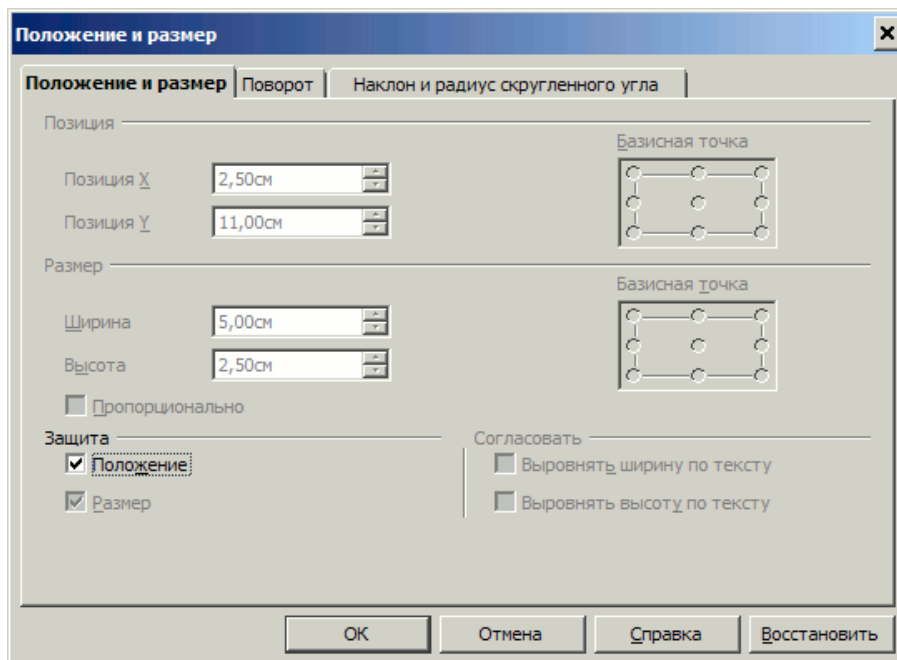 Положение и размер
Положение и размер Поворот Наклон и радиус скругленного угла
Позиция
Базисная точка
Позиция X 2,50см
Позиция Y 11,00см
Размер
Базисная точка
Ширина 5,00см
Высота 2,50см
Пропорционально
Защита Согласовать
Положение Выровнять ширину по тексту
Размер Выровнять высоту по тексту
ОК Отмена Справка Восстановить